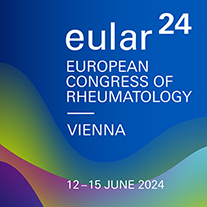 eular 24
EUROPEAN
CONGRESS OF
RHEUMATOLOGY
VIENNA
12–15 JUNE 2024